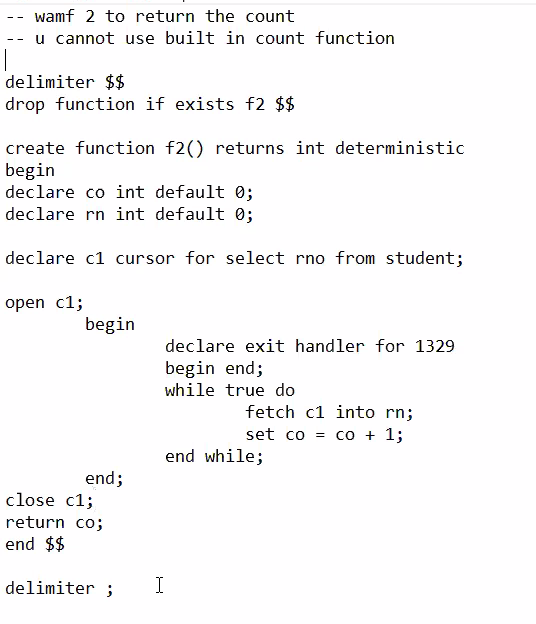 -- wamf 2 to return the count
-- u cannot use built in count function
delimiter $$
drop function if exists f2 $$
create function f2() returns int deterministic
begin
declare co int default 0;
declare rn int default 0;
declare c1 cursor for select rno from student;
open c1;
begin
declare exit handler for 1329
begin end;
while true do
fetch c1 into rn;
set co = co + 1;
end while;
end;
close c1;
return co;
end $$
delimiter ;